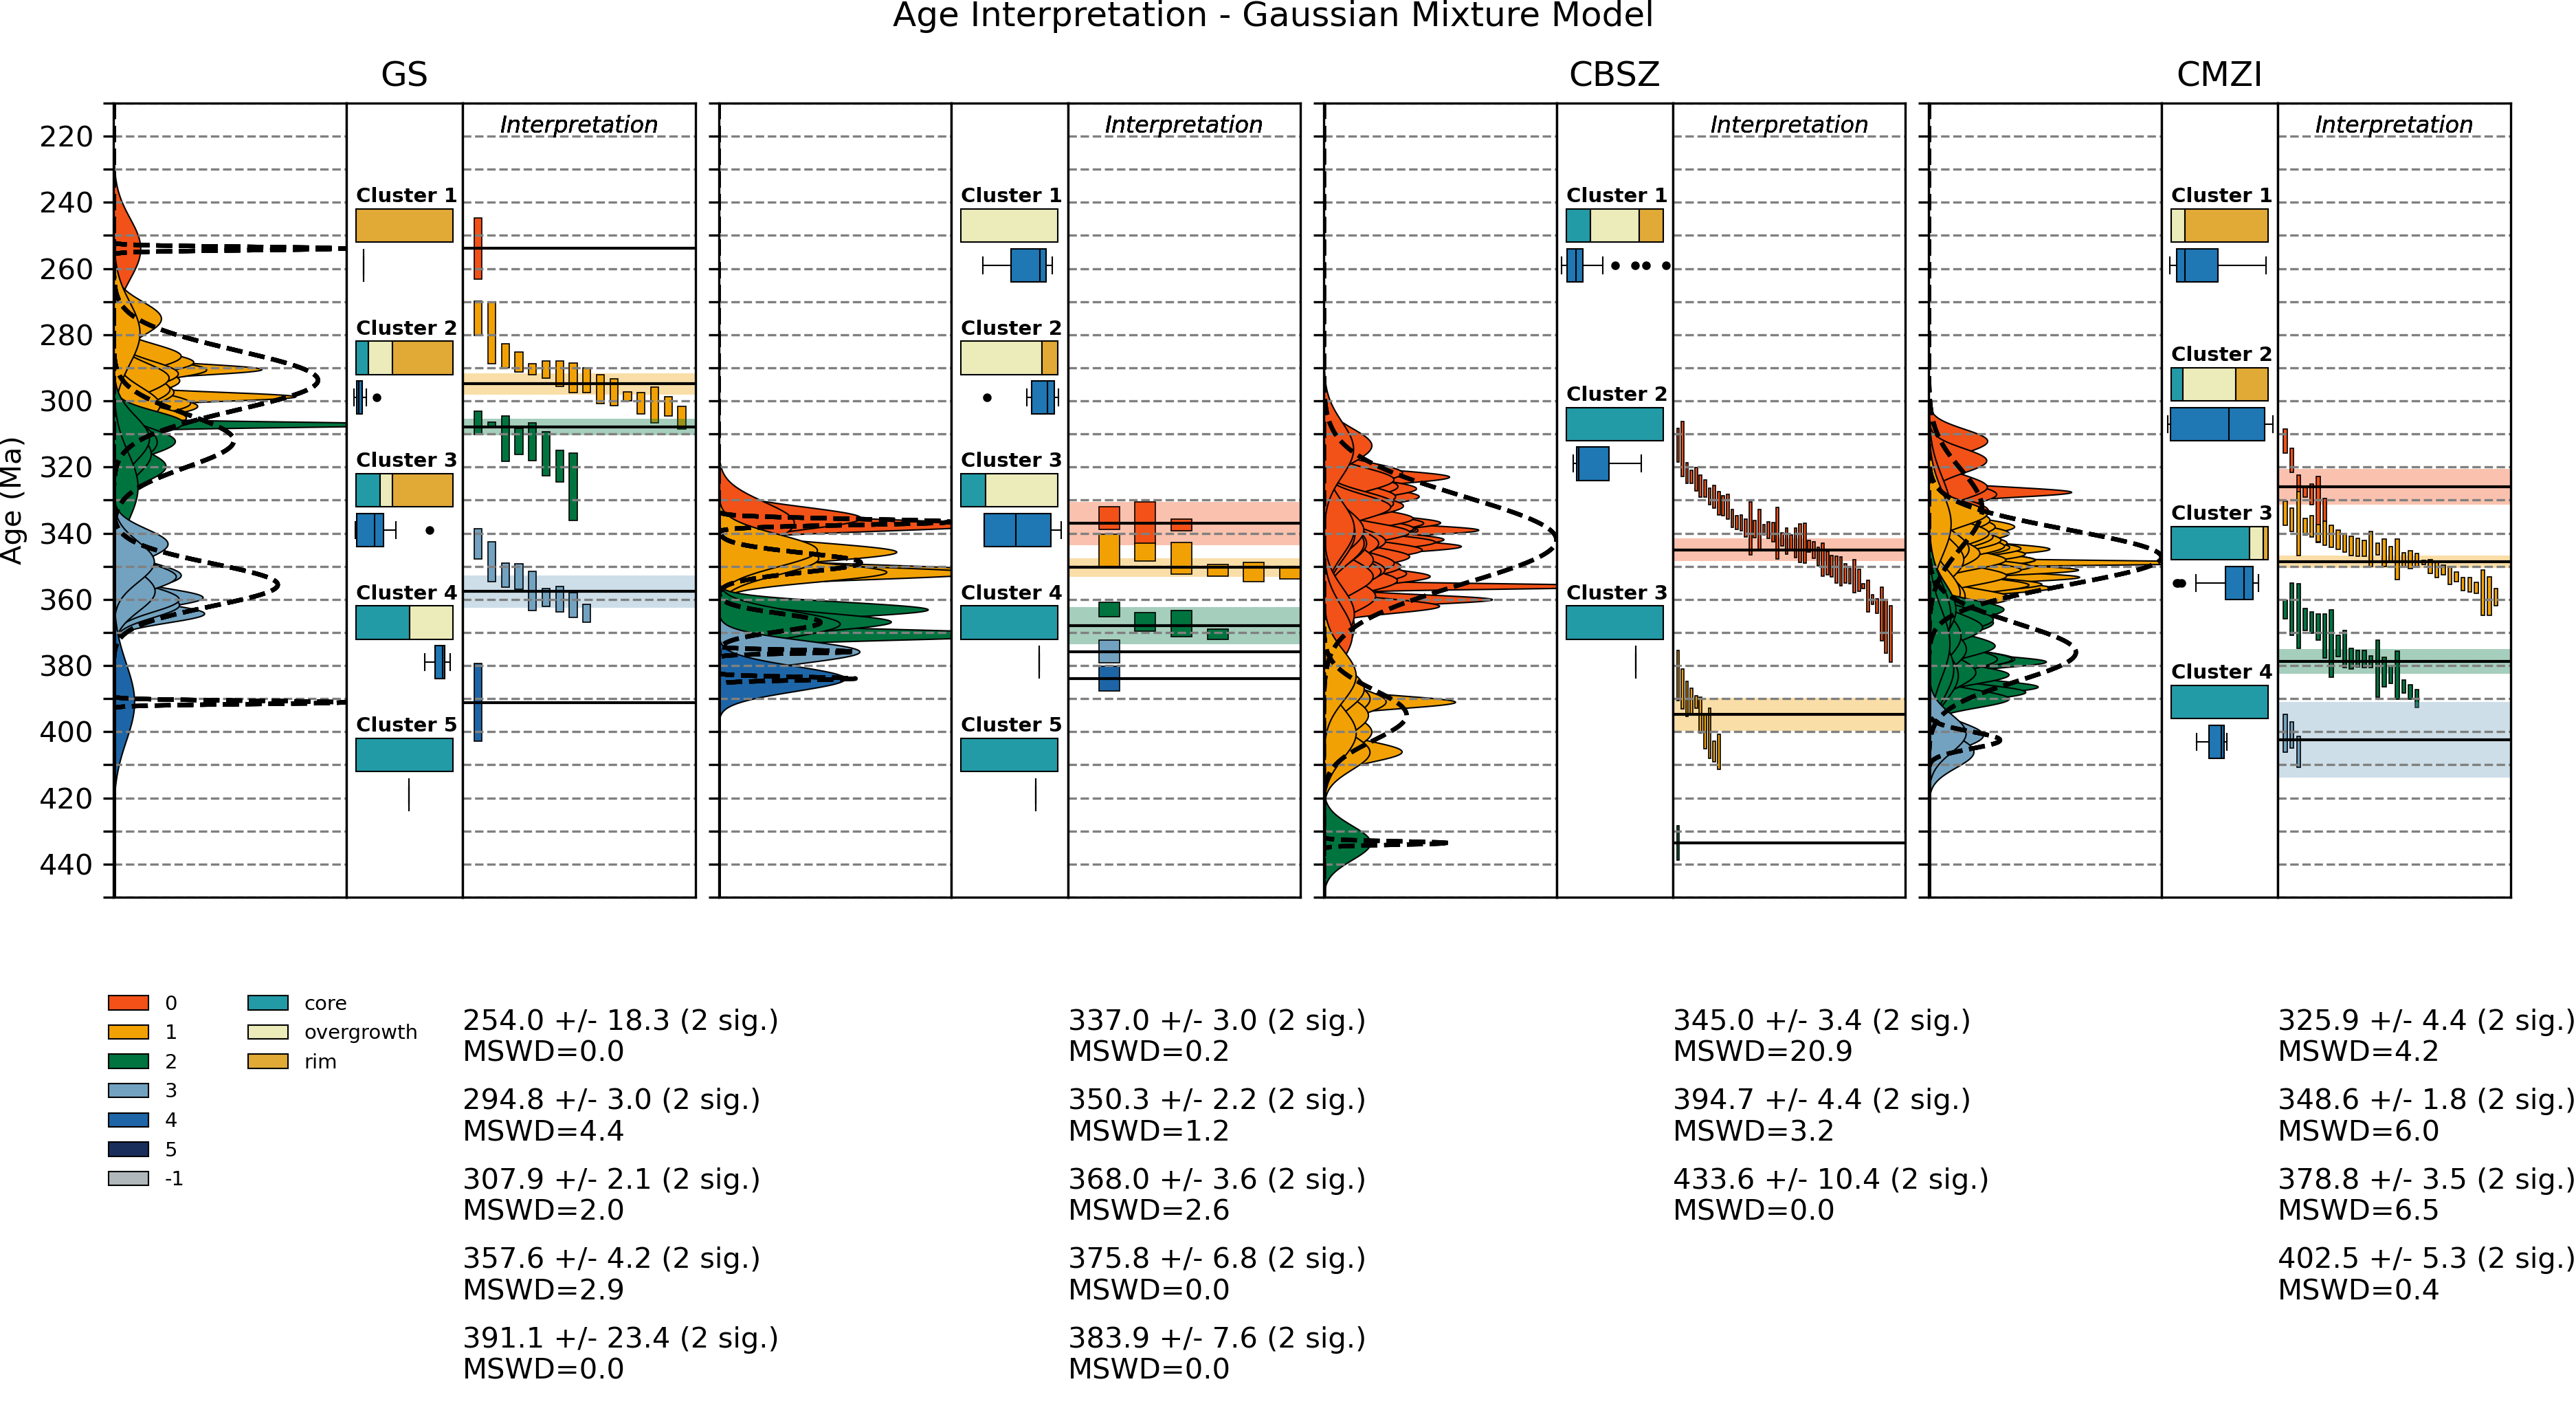 Age Interpretation - Gaussian Mixture Model
GS
CBSZ
CMZI
Age (Ma)
220
240
260
280
300
320
340
360
380
400
420
440
Interpretation
Cluster 1
Cluster 2
Cluster 3
Cluster 4
Cluster 5
Interpretation
Cluster 1
Cluster 2
Cluster 3
Cluster 4
Cluster 5
Interpretation
Cluster 1
Cluster 2
Cluster 3
Interpretation
Cluster 1
Cluster 2
Cluster 3
Cluster 4
0
1
2
3
4
5
-1
core
overgrowth
rim
254.0 +/- 18.3 (2 sig.)
MSWD=0.0
294.8 +/- 3.0 (2 sig.)
MSWD=4.4
307.9 +/- 2.1 (2 sig.)
MSWD=2.0
357.6 +/- 4.2 (2 sig.)
MSWD=2.9
391.1 +/- 23.4 (2 sig.)
MSWD=0.0
337.0 +/- 3.0 (2 sig.)
MSWD=0.2
350.3 +/- 2.2 (2 sig.)
MSWD=1.2
368.0 +/- 3.6 (2 sig.)
MSWD=2.6
375.8 +/- 6.8 (2 sig.)
MSWD=0.0
383.9 +/- 7.6 (2 sig.)
MSWD=0.0
345.0 +/- 3.4 (2 sig.)
MSWD=20.9
394.7 +/- 4.4 (2 sig.)
MSWD=3.2
433.6 +/- 10.4 (2 sig.)
MSWD=0.0
325.9 +/- 4.4 (2 sig.)
MSWD=4.2
348.6 +/- 1.8 (2 sig.)
MSWD=6.0
378.8 +/- 3.5 (2 sig.)
MSWD=6.5
402.5 +/- 5.3 (2 sig.)
MSWD=0.4